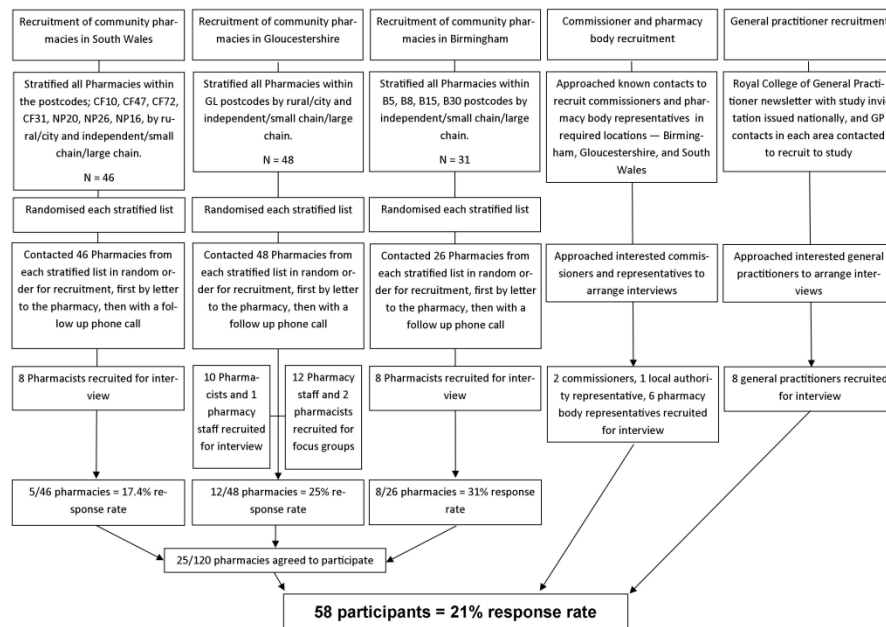 Recruitment of community phar-
macies in South Wales
Recruitment of community phar-
macies in Gloucestershire
Recruitment of community phar-
macies in Birmingham
Commissioner and pharmacy
body recruitment
General practitioner recruitment
Stratified all Pharmacies within
the postcodes; CF10, CF47, CF72,
CF31, NP20, NP26, NP16, by ru-
ral/city and independent/small
chain/large chain.
N = 46
Stratified all Pharmacies within
GL postcodes by rural/city and
independent/small chain/large
chain.
N = 48
Stratified all Pharmacies within
B5, B8, B15, B30 postcodes by
independent/small chain/large
chain.
N = 31
Approached known contacts to
recruit commissioners and phar-
macy body representatives in
required locations — Birming-
ham, Gloucestershire, and South
Wales
Royal College of General Practi-
tioner newsletter with study invi-
tation issued nationally, and GP
contacts in each area contacted
to recruit to study
Randomised each stratified list
Randomised each stratified list
Randomised each stratified list
Contacted 46 Pharmacies from
each stratified list in random or-
der for recruitment, first by letter
to the pharmacy, then with a fol-
low up phone call
Contacted 48 Pharmacies from
each stratified list in random order
for recruitment, first by letter to
the pharmacy, then with a
follow up phone call
Contacted 26 Pharmacies from
each stratified list in random order
for recruitment, first by letter to
the pharmacy, then with a
follow up phone call
Approached interested commis-
sioners and representatives to
arrange interviews
Approached interested general
practitioners to arrange inter-
views
8 Pharmacists recruited for inter-
view
10 Pharma-
cists and 1
pharmacy
staff recruited
for interview
12 Pharmacy
staff and 2
pharmacists
recruited for
focus groups
8 Pharmacists recruited for inter-
view
2 commissioners, 1 local authori-
ty representative, 6 pharmacy
body representatives recruited
for interview
8 general practitioners recruited
for interview
5/46 pharmacies = 17.4% re-
sponse rate
12/48 pharmacies = 25% re-
sponse rate
8/26 pharmacies = 31% response
rate
25/120 pharmacies agreed to participate
58 participants = 21% response rate